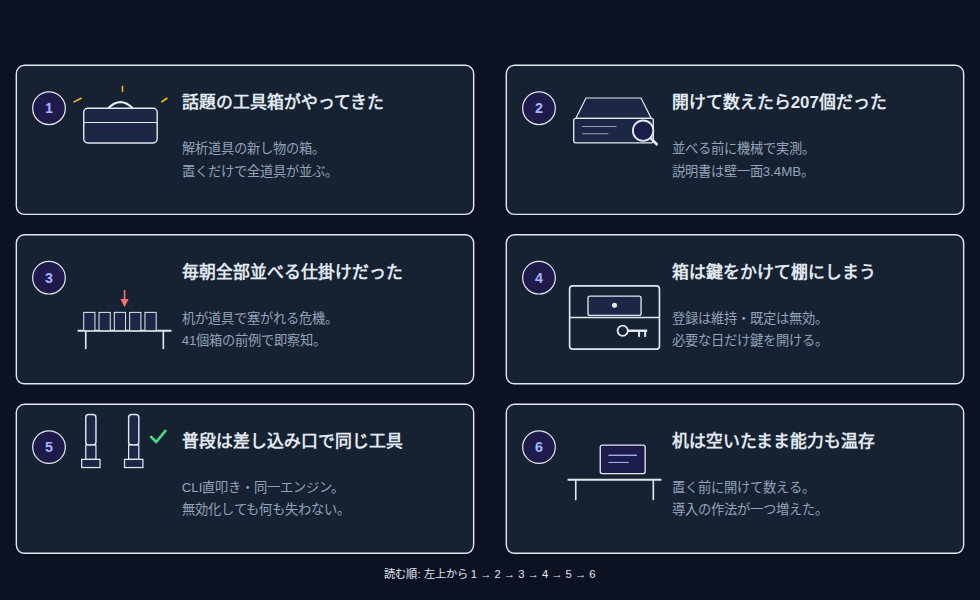 1
話題の工具箱がやってきた
解析道具の新し物の箱。
置くだけで全道具が並ぶ。
2
開けて数えたら207個だった
並べる前に機械で実測。
説明書は壁一面3.4MB。
3
毎朝全部並べる仕掛けだった
机が道具で塞がれる危機。
41個箱の前例で即察知。
4
箱は鍵をかけて棚にしまう
登録は維持・既定は無効。
必要な日だけ鍵を開ける。
5
普段は差し込み口で同じ工具
CLI直叩き・同一エンジン。
無効化しても何も失わない。
6
机は空いたまま能力も温存
置く前に開けて数える。
導入の作法が一つ増えた。
読む順: 左上から 1 → 2 → 3 → 4 → 5 → 6